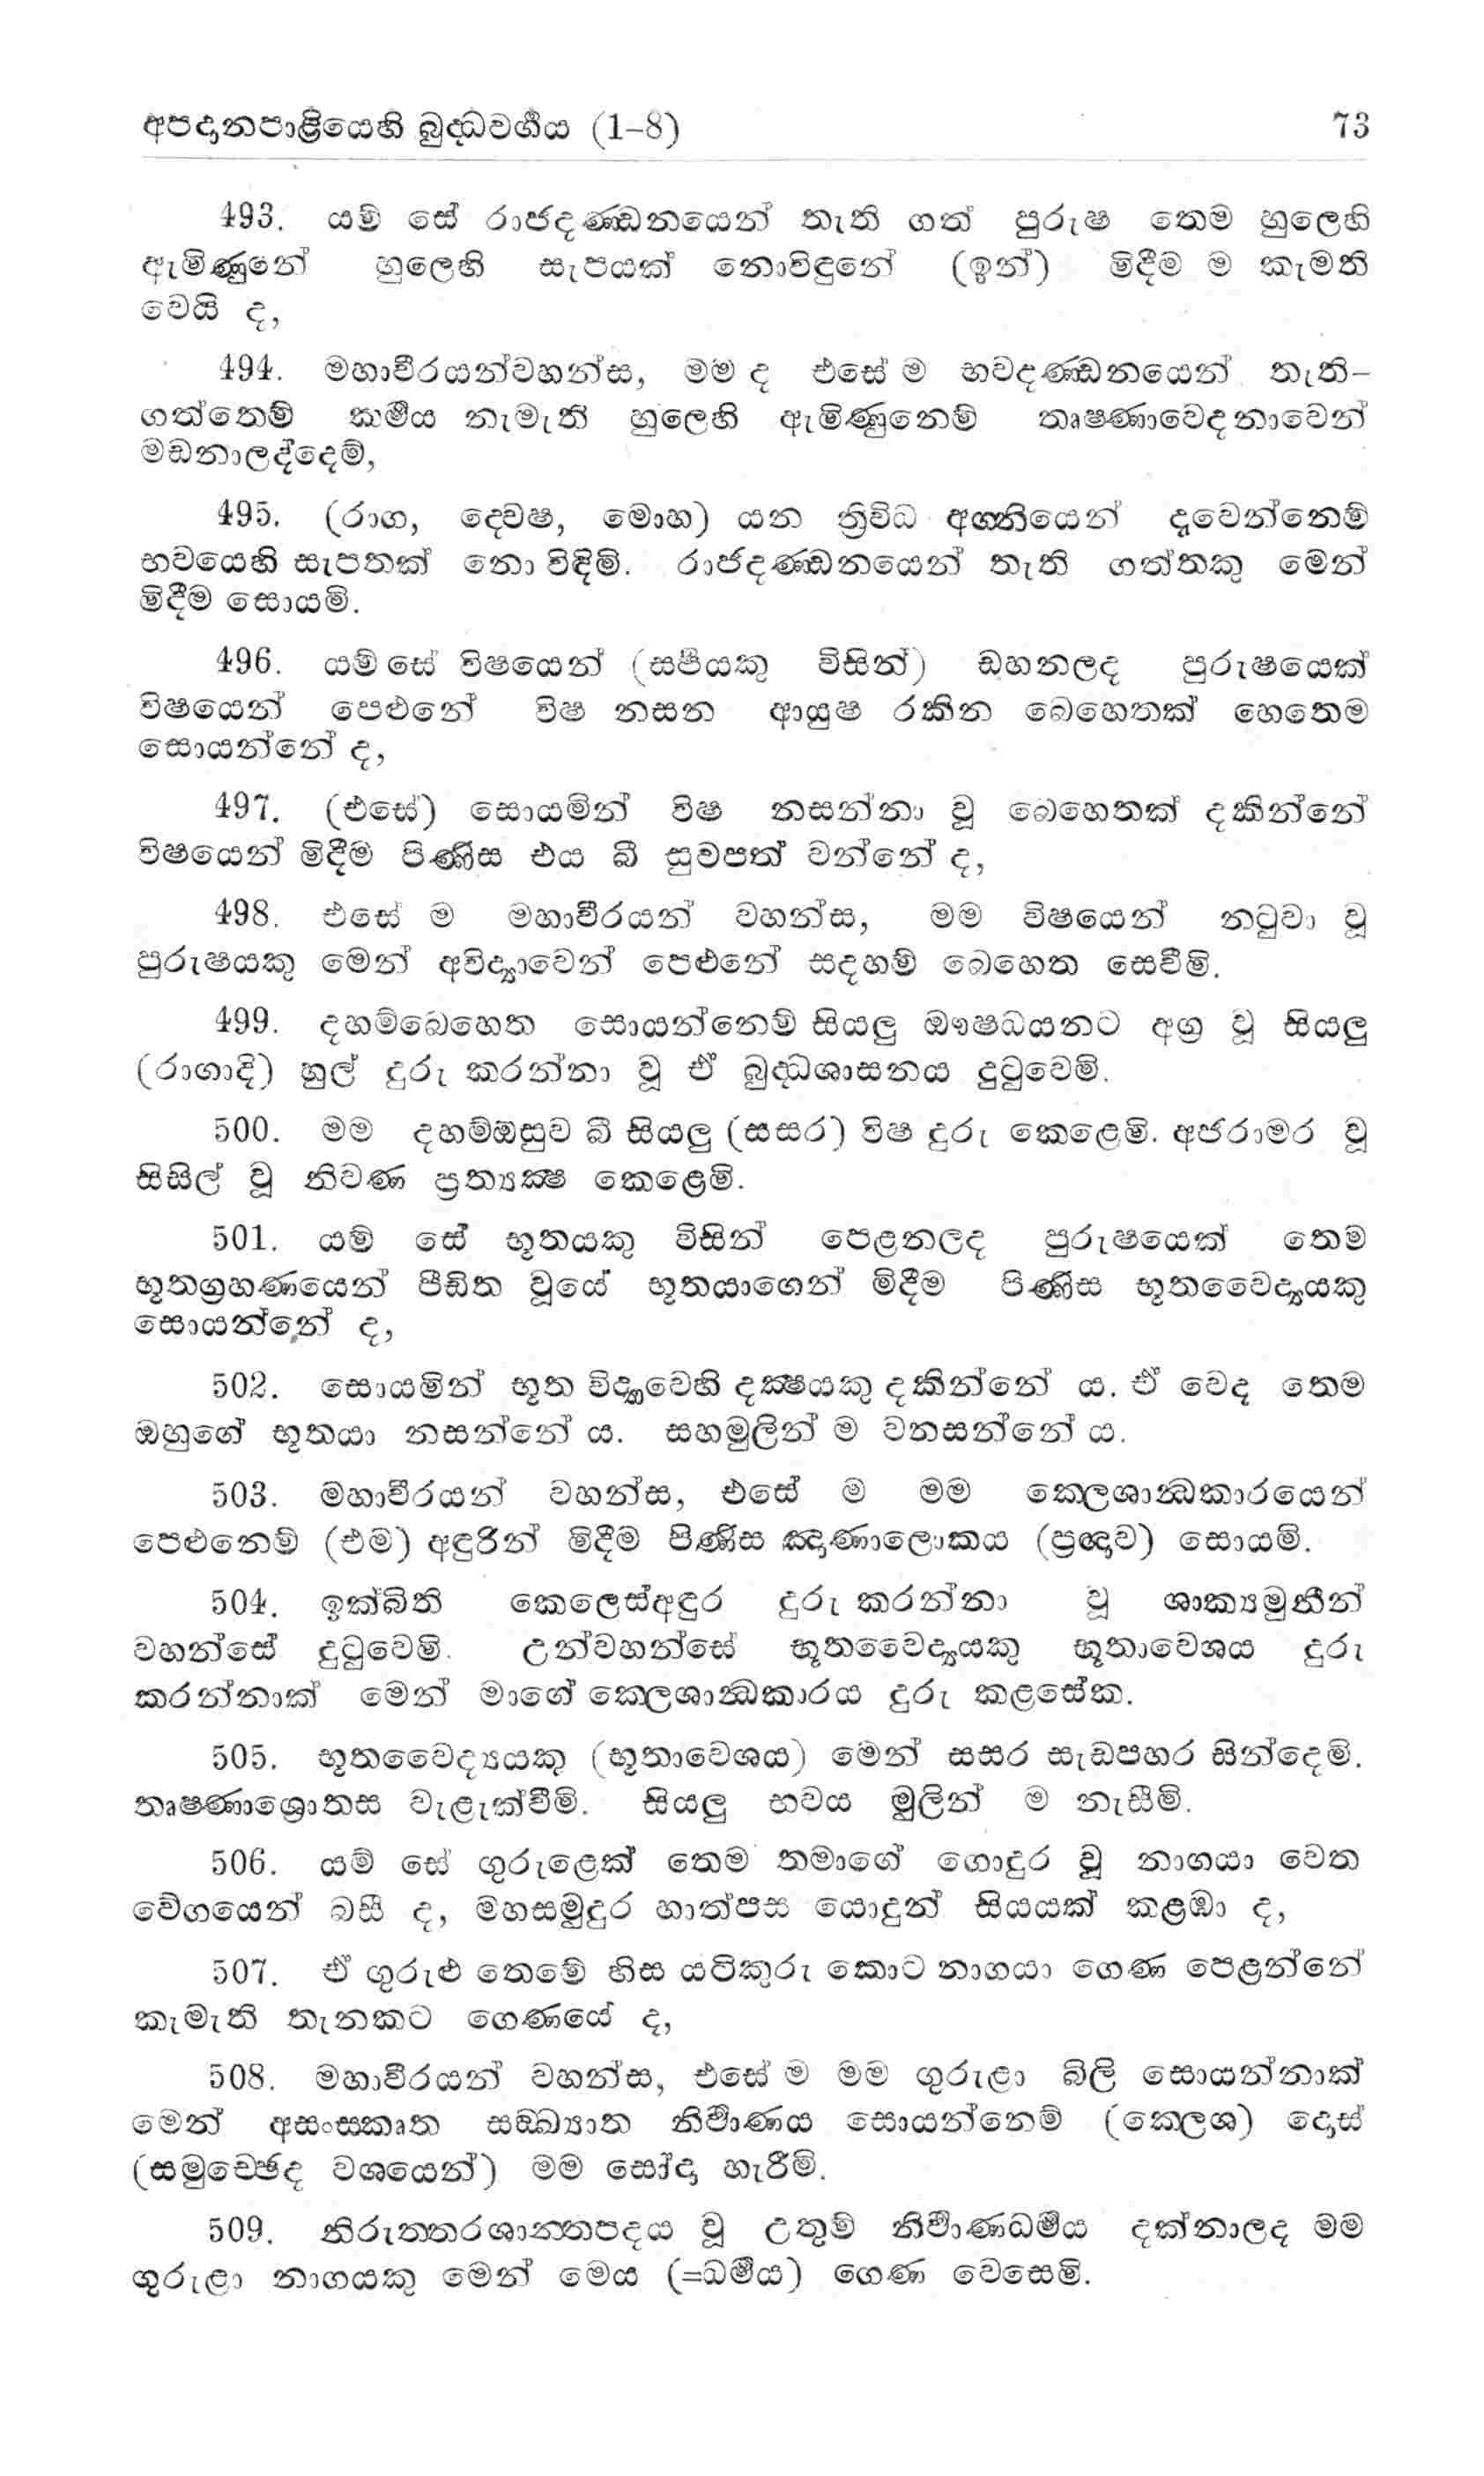 අපදානපාළියෙහි බුද්ධවර්‍ගය (1–8) 73
493. යම් සේ රාජදණ්ඩනයෙන් තැති ගත් පුරුෂ තෙම හුලෙහි
ඇමිණුනේ හුලෙහි සැපයක් නොවිඳුනේ (ඉන්) මිදීම ම කැමති
වෙයි ද,
494. මහාවීරයන්වහන්ස, මම ද එසේ ම භවදණ්ඩනයෙන් තැති–
ගත්තෙම් කර්‍මය නැමැති හුලෙහි ඇමිණුනෙම් තෘෂණාවෙදනාවෙන්
මඩනාලද්දෙම්,
495. (රාග, ද්වෙෂ, මොහ) යන ත්‍රිවිධ අග්නියෙන් දැවෙන්නෙම්
භවයෙහි සැපතක් නො විඳිමි. රාජදණ්ඩනයෙන් තැති ගත්තකු මෙන්
මිදීම සොයමි.
496. යම් සේ විෂයෙන් (සර්‍පයකු විසින්) ඩහනලද පුරුෂයෙක්
විෂයෙන් පෙළුනේ විෂ නසන ආයුෂ රකින බෙහෙතක් හෙතෙම
සොයන්නේ ද,
497. (එසේ) සොයමින් විෂ නසන්නා වූ බෙහෙතක් දකින්නේ
විෂයෙන් මිදීම පිණිස එය බී සුවපත් වන්නේ ද,
498. එසේ ම මහාවීරයන් වහන්ස, මම විෂයෙන් නටුවා වූ
පුරුෂයකු මෙන් අවිද්‍යාවෙන් පෙළුනේ සදහම් බෙහෙත සෙවීමි.
499. දහම්බෙහෙත සොයන්නෙම් සියලු ඖෂධයනට අග්‍ර වූ සියලු
(රාගාදි) හුල් දුරු කරන්නා වූ ඒ බුද්ධශාසනය දුටුවෙමි.
500. මම දහම්ඔසුව බී සියලු (සසර) විෂ දුරු කෙළෙමි. අජරාමර වූ
සිසිල් වූ නිවණ ප්‍රත්‍යක්‍ෂ කෙළෙමි.
501. යම් සේ භූතයකු විසින් පෙළනලද පුරුෂයෙක් තෙම
භූතග්‍රහණයෙන් පීඩිත වූයේ භූතයාගෙන් මිදීම පිණිස භූතවෛද්‍යයකු
සොයන්නේ ද,
502. සොයමින් භූත විද්‍යාවෙහි දක්‍ෂයකු දකින්නේ ය. ඒ වෙද තෙම
ඔහුගේ භූතයා නසන්නේ ය. සහමුලින් ම වනසන්නේ ය.
503. මහාවීරයන් වහන්ස, එසේ ම මම ක්ලෙශාන්ධකාරයෙන්
පෙළුනෙම් (එම) අඳුරින් මිදීම පිණිස ඤාණාලොකය (ප්‍රඥාව) සොයමි.
504. ඉක්බිති කෙලෙස්අඳුර දුරු කරන්නා වූ ශාක්‍යමුනීන්
වහන්සේ දුටුවෙමි. උන්වහන්සේ භූතවෛද්‍යයකු භූතාවෙශය දුරු
කරන්නාක් මෙන් මාගේ ක්ලෙශාන්ධකාරය දුරු කළසේක.
505. භූතවෛද්‍යයකු (භූතාවෙශය) මෙන් සසර සැඩපහර සින්දෙමි.
තෘෂණාශ්‍රොතස වැළැක්වීමි. සියලු භවය මුලින් ම නැසීමි.
506. යම් සේ ගුරුළෙක් තෙම තමාගේ ගොදුර වූ නාගයා වෙත
වේගයෙන් බසී ද, මහසමුදුර හාත්පස යොදුන් සියයක් කළඹා ද,
507. ඒ ගුරුළු තෙමේ හිස යටිකුරු කොට නාගයා ගෙණ පෙළන්නේ
කැමැති තැනකට ගෙණයේ ද,
508. මහාවීරයන් වහන්ස, එසේ ම මම ගුරුළා බිලි සොයන්නාක්
මෙන් අසංස්කෘත සඞ්ඛ්‍යාත නිර්‍වාණය සොයන්නෙම් (ක්ලෙශ) දොස්
(සමුච්ඡේද වශයෙන්) මම සෝදා හැරීමි.
509. නිරුත්තරශාන්තපදය වූ උතුම් නිර්‍වාණධර්‍මය දක්නාලද මම
ගුරුළා නාගයකු මෙන් මෙය (=ධර්‍මය) ගෙණ වෙසෙමි.